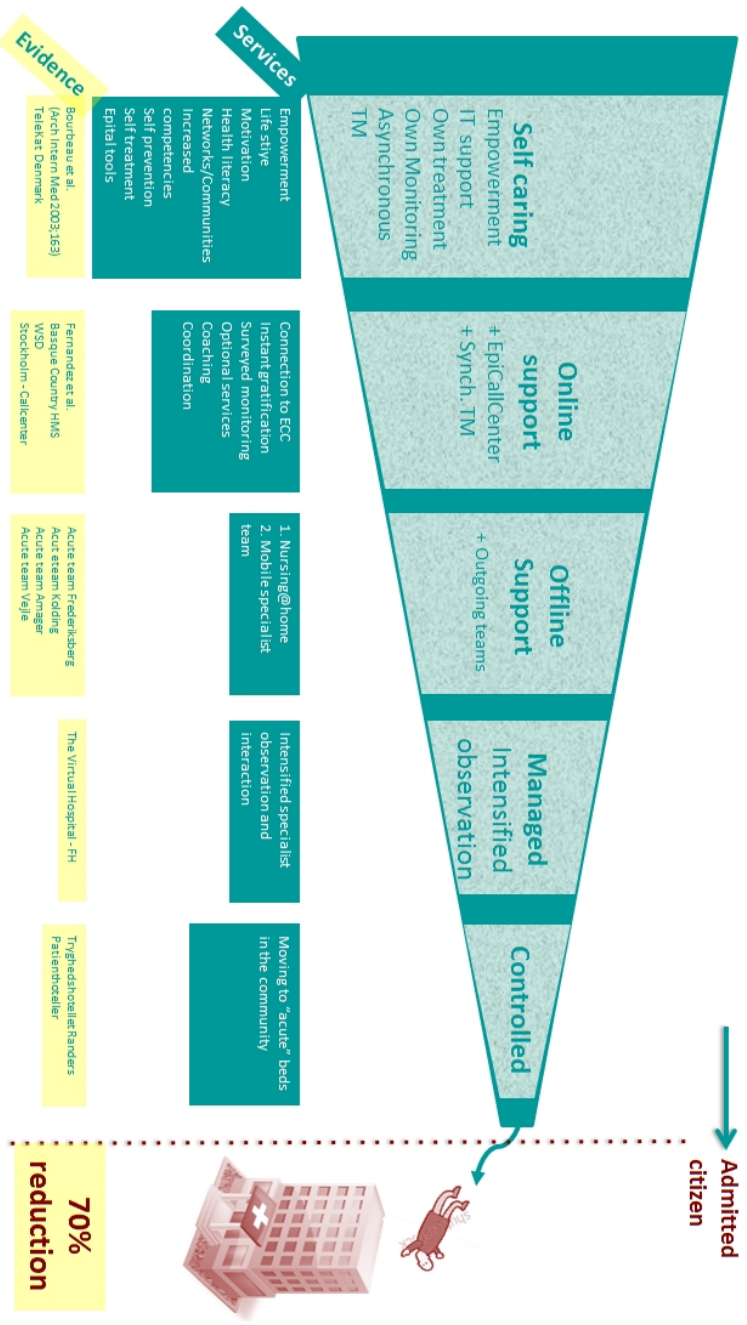 Admitted
citizen
Self caring
Empowerment
IT support
Own treatment
Own Monitoring
Asynchronous
TM
Online
support
+ EpiCallCenter
+ Synch. TM
Offline
Support
+ Outgoing teams
Managed
Intensified
observation
Controlled
Services
Empowerment
Life stiye
Motivation
Health literacy
Networks/Communities
Increased
competencies
Self prevention
Self treatment
Epital tools
Connection to ECC
Instant gratification
Surveyed monitoring
Optional services
Coaching
Coordination
1. Nursing@home
2. Mobile specialist
team
Intensified specialist
observation and
interaction
Moving to “acute” beds
in the community
Evidence
Bourbeau et al.
(Arch Intern Med 2003;163)
TeleKat Denmark
Fernandez et al.
Basque Country HMS
WSD
Stockholm - Callcenter
Acute team Frederiksberg
Acut eteam Kolding
Acute team Amager
Acute team Vejle
The Virtual Hospital - FH
Tryghedshotellet Randers
Patienthoteller
70%
reduction